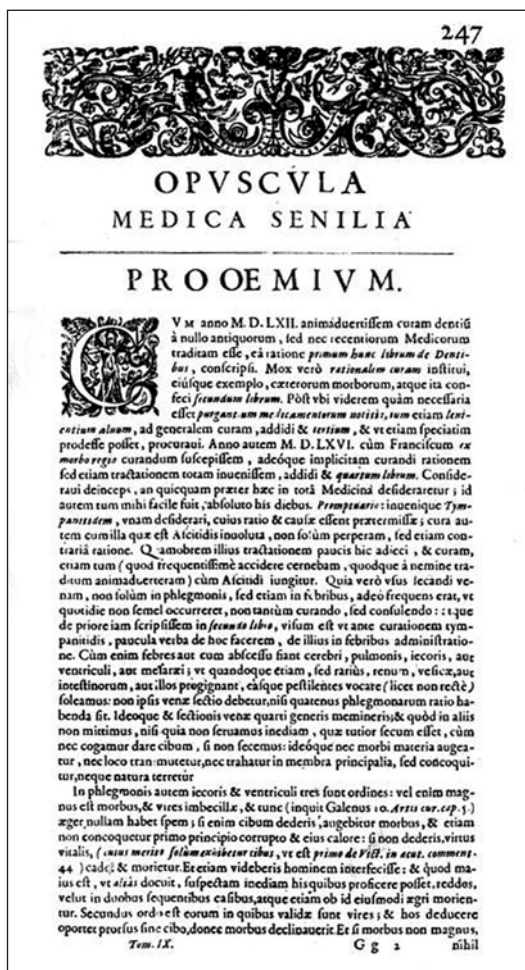 247
OPVSCVLA
MEDICA SENILIA
PROOEMIVM.
CVM anno M. D. LXII. animaduertissem curam dentiũ
à nullo antiquorum, sed nec recentiorum Medicorum
traditam esse, eâ ratione primum hunc librum de Denti-
bus, conscripsi. Mox verò rationalem curam institui,
eiúsque exemplo, cæterorum morborum, atque ita con-
feci secundum librum. Pòst vbi viderem quàm necessaria
esset purgantium medicamentorum notitia, tum etiam leni-
entium aluum, ad generalem curam, addidi & tertium, & vt etiam speciatim
prodesse posset, procuraui. Anno autem M. D. LXVI. cùm Franciscum ex
morbo regio curandum suscepissem, adeóque implicitam curandi rationem
sed etiam tractationem totam inuenissem, addidi & quartum librum. Conside-
raui deinceps, an quicquam præter hæc in totâ Medicinâ desideraretur; id
autem tum mihi facile fuit, absoluto his diebus. Promptuario: inuenique Tym-
panitidem, vnam desiderari, cuius ratio & causæ essent prætermissæ; cura au-
tem cum illa quæ est Ascitidis inuoluta, non solùm perperam, sed etiam con-
trariâ ratione. Quamobrem illius tractationem paucis hic adieci, & curam,
etiam tum (quod frequentissimè accidere cernebam, quodque à nemine tra-
ditum animaduerteram) cùm Ascitidi iungitur. Quia verò vsus secandi ve-
nam, non solùm in phlegmonis, sed etiam in febribus, adeò frequens erat, vt
quotidie non semel occurreret, non tantùm curando, sed consulendo: atque
de priore iam scripsissem in secundo libro, visum est vt ante curationem tym-
panitidis, paucula verba de hoc facerem, de illius in febribus administratio-
ne. Cùm enim febres aut cum abscessu fiant cerebri, pulmonis, iecoris, aut
ventriculi, aut mesaræi; vt quandoque etiam, sed rariùs, renum, vesicæ, aut
intestinorum, aut illos progignant, eásque pestilentes vocare (licet non rectè)
soleamus: non ipsis venæ sectio debetur, nisi quatenus phlegmonarum ratio ha-
benda sit. Ideoque & sectionis venæ quarti generis memineris; & quòd in aliis
non mittimus, nisi quia non seruamus inediam, quæ tutior secum esset, cùm
nec cogamur dare cibum, si non secemus: ideóque nec morbi materia augea-
tur, nec loco transmutetur, nec trahatur in membra principalia, sed concoqui-
tur, neque natura terretur
In phlegmonis autem iecoris & ventriculi tres sunt ordines: vel enim mag-
nus est morbus, & vires imbecillæ, & tunc (inquit Galenus 10. Artis cur. cap. 5.)
æger nullam habet spem; si enim cibum dederis, augebitur morbus, & etiam
non concoquetur primo principio corrupto & eius calore: si non dederis, virtus
vitalis, (cuius merito solùm exhibetur cibus, vt est primo de Vict. in acut. comment.
44) cadet & morietur. Et etiam videberis hominem interfecisse: & quod ma-
ius est, vt aliàs docuit, suspectam inediam his quibus proficere posset, reddos,
velut in duobus sequentibus casibus, atque etiam ob id eiusmodi ægri morien-
tur. Secundus ordo est eorum in quibus validæ sunt vires; & hos deducere
oportet prorsus sine cibo, donec morbus declinauerit. Et si morbus non magnus,
Tom. IX. Gg 2 nihil